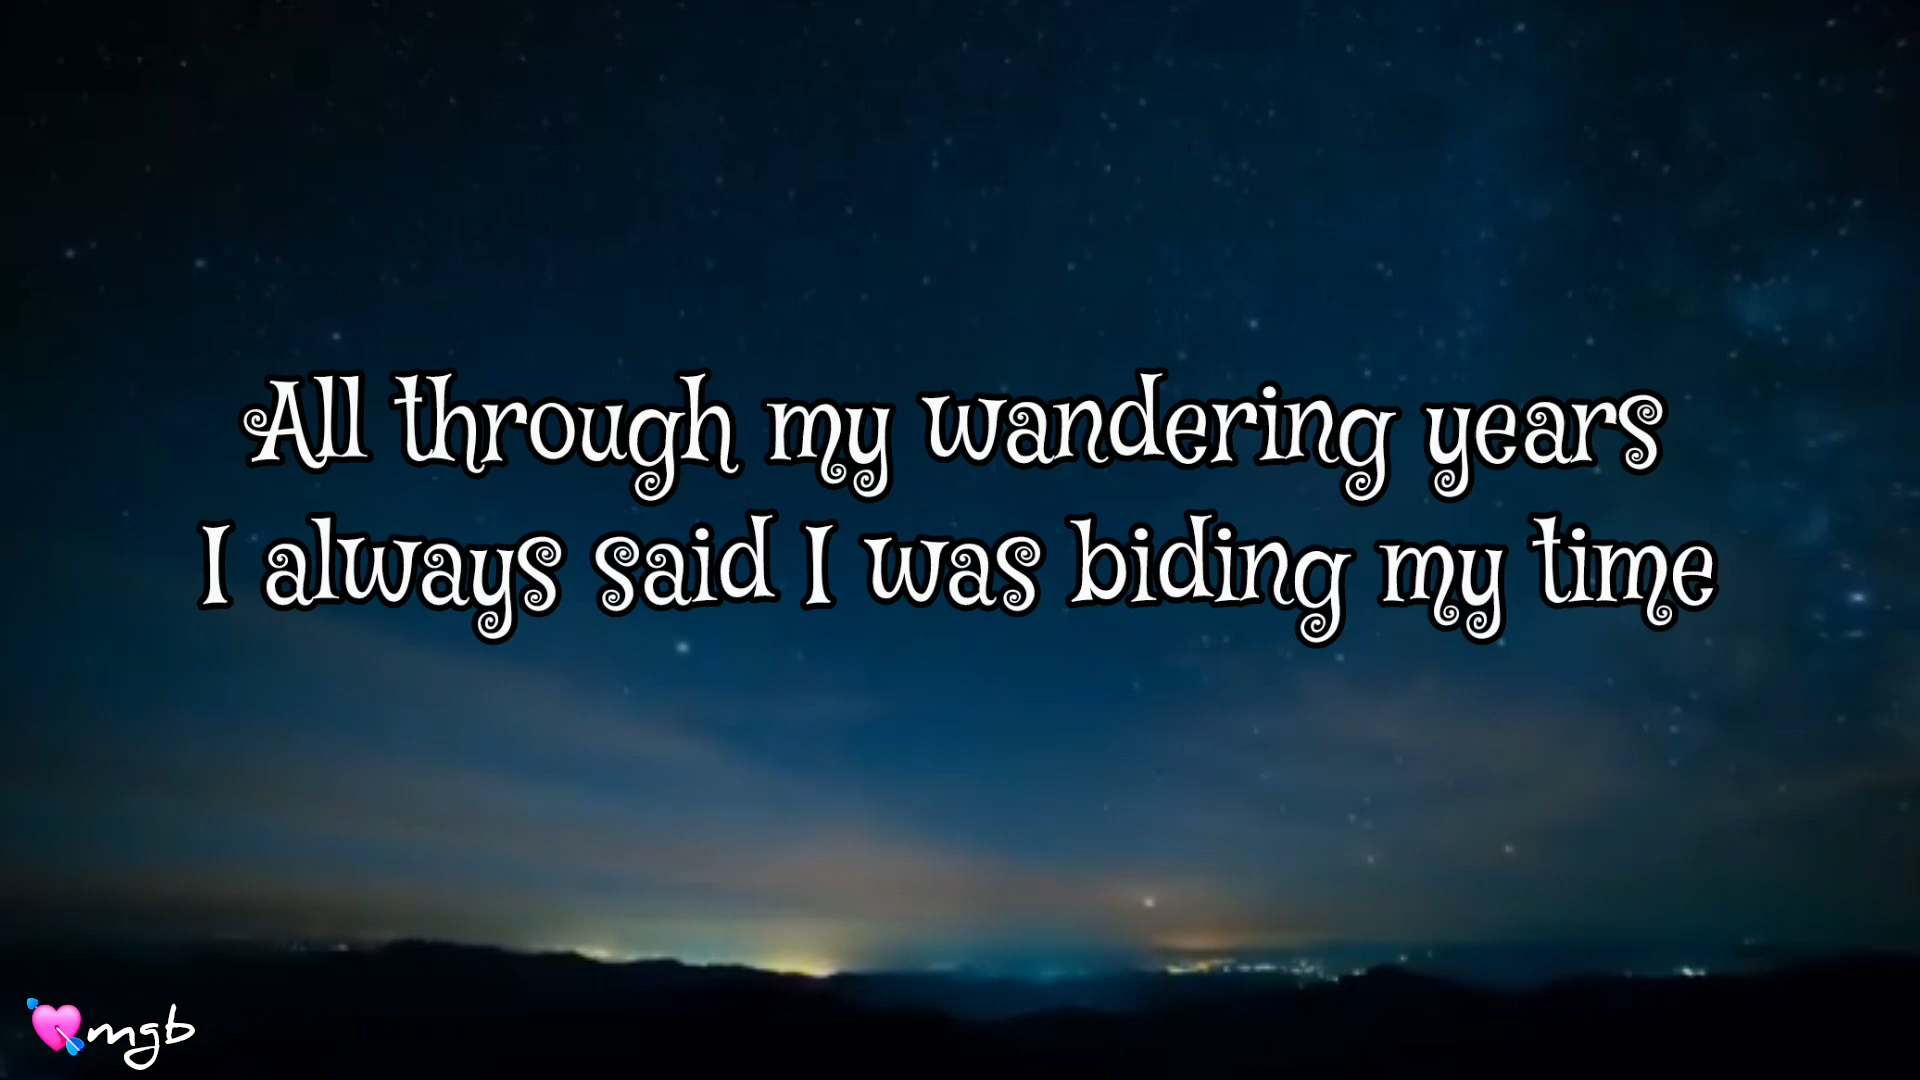 All through my wandering years
I always said I was biding my time
💘mgb